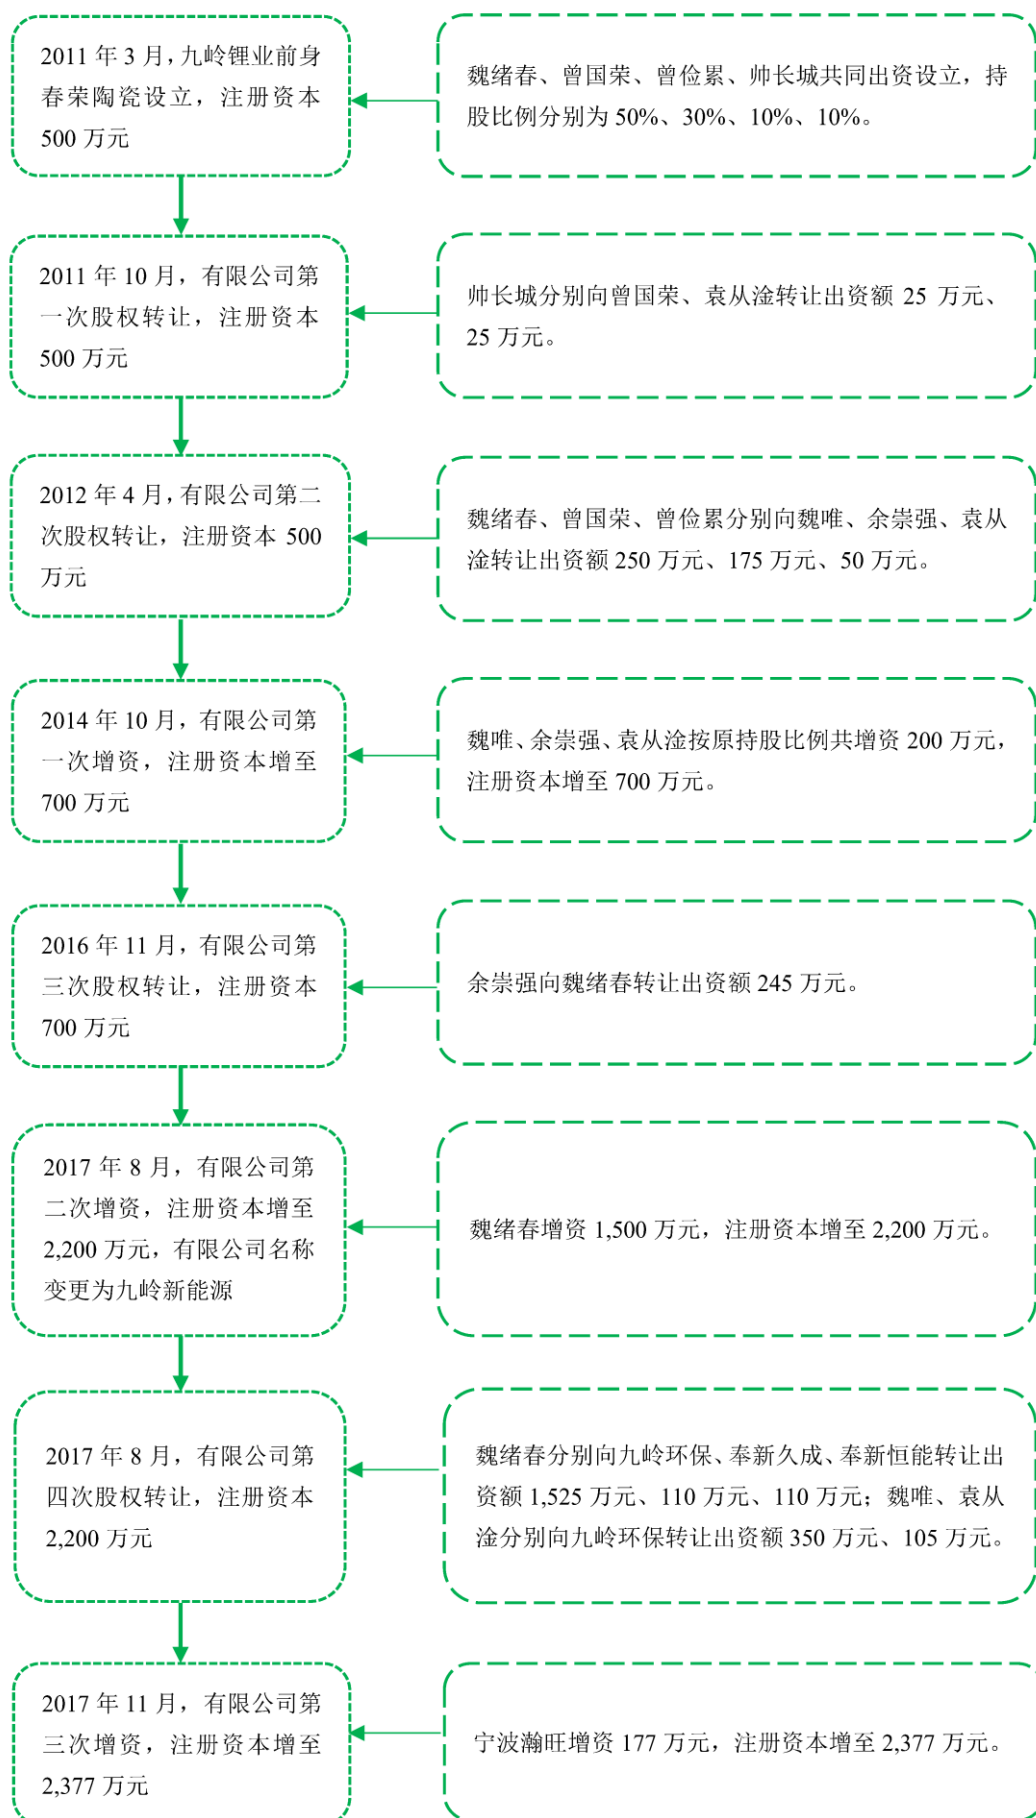 2011 年 3 月，九岭锂业前身
春荣陶瓷设立，注册资本
500 万元
魏绪春、曾国荣、曾俭累、帅长城共同出资设立，持
股比例分别为 50%、30%、10%、10%。
2011 年 10 月，有限公司第
一次股权转让，注册资本
500 万元
帅长城分别向曾国荣、袁从淦转让出资额 25 万元、
25 万元。
2012 年 4 月，有限公司第二
次股权转让，注册资本 500
万元
魏绪春、曾国荣、曾俭累分别向魏唯、余崇强、袁从
淦转让出资额 250 万元、175 万元、50 万元。
2014 年 10 月，有限公司第
一次增资，注册资本增至
700 万元
魏唯、余崇强、袁从淦按原持股比例共增资 200 万元，
注册资本增至 700 万元。
2016 年 11 月，有限公司第
三次股权转让，注册资本
700 万元
余崇强向魏绪春转让出资额 245 万元。
2017 年 8 月，有限公司第
二次增资，注册资本增至
2,200 万元，有限公司名称
变更为九岭新能源
魏绪春增资 1,500 万元，注册资本增至 2,200 万元。
2017 年 8 月，有限公司第
四次股权转让，注册资本
2,200 万元
魏绪春分别向九岭环保、奉新久成、奉新恒能转让出
资额 1,525 万元、110 万元、110 万元；魏唯、袁从
淦分别向九岭环保转让出资额 350 万元、105 万元。
2017 年 11 月，有限公司第
三次增资，注册资本增至
2,377 万元
宁波瀚旺增资 177 万元，注册资本增至 2,377 万元。